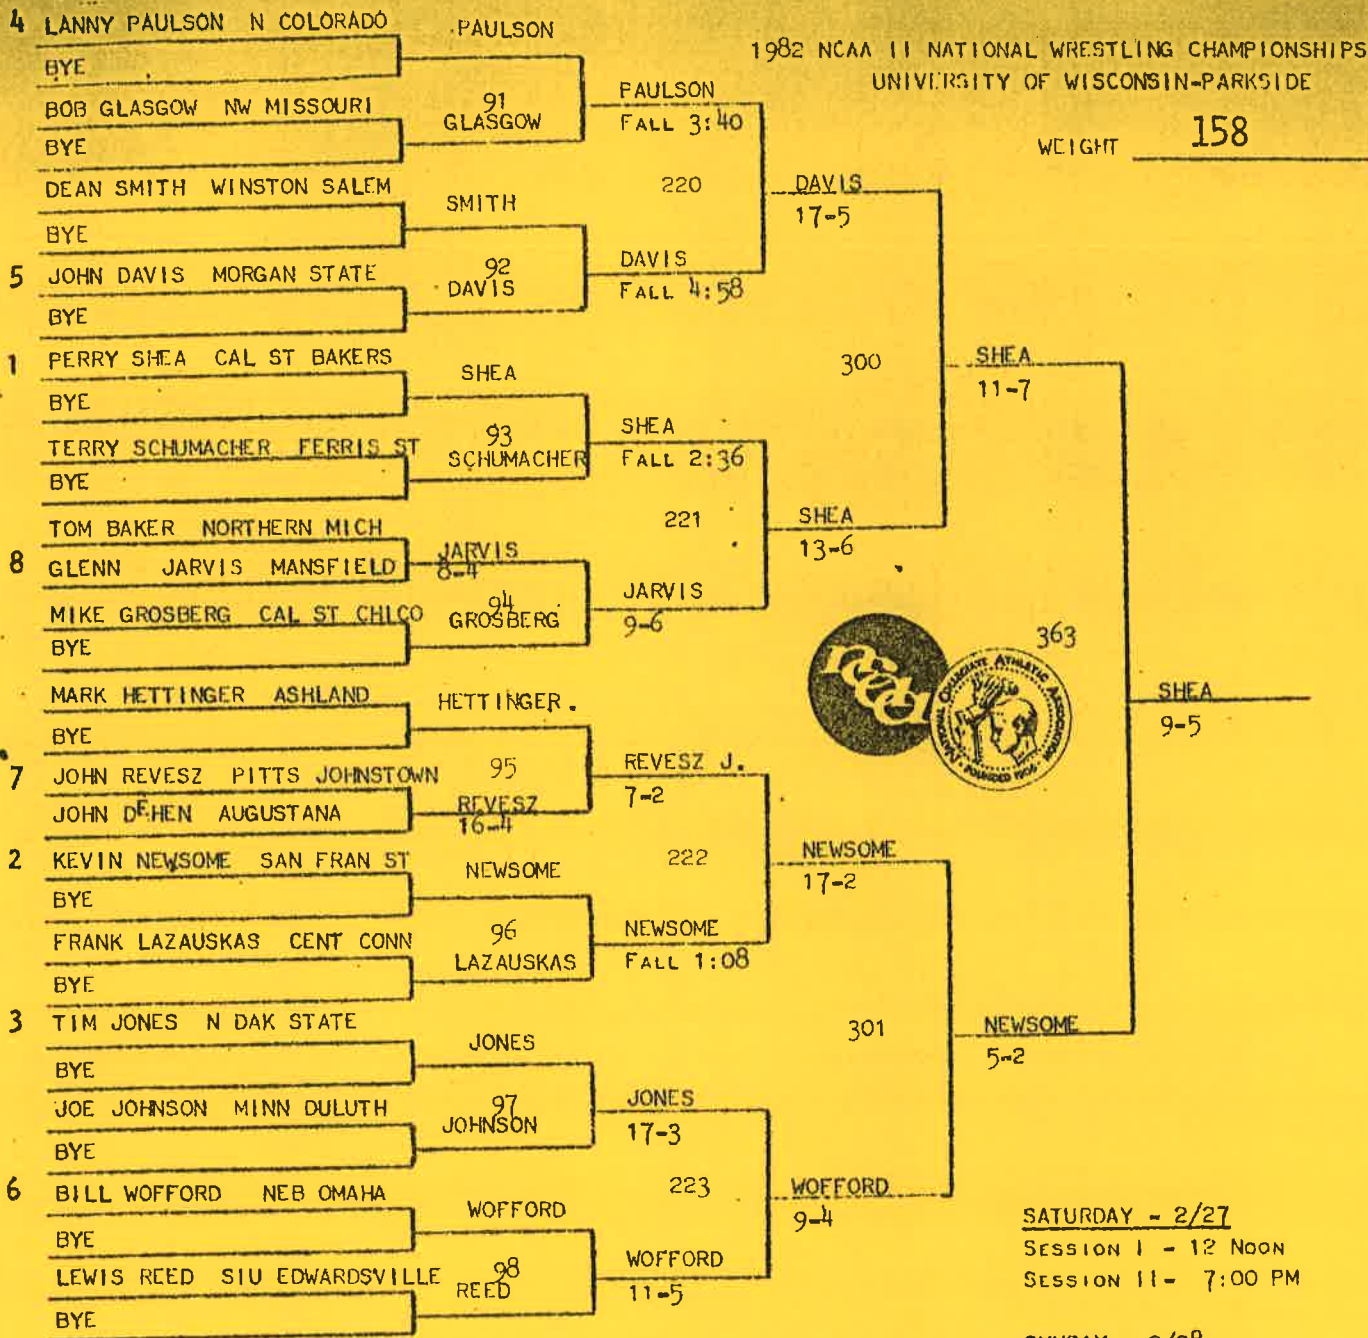 1982 NCAA II NATIONAL WRESTLING CHAMPIONSHIPS
UNIVERSITY OF WISCONSIN-PARKSIDE
WEIGHT 158
4 LANNY PAULSON N COLORADO
BYE
PAULSON
BOB GLASGOW NW MISSOURI
BYE
91
GLASGOW
PAULSON
FALL 3:40
DEAN SMITH WINSTON SALEM
BYE
SMITH
5 JOHN DAVIS MORGAN STATE
BYE
92
DAVIS
DAVIS
FALL 4:58
220
DAVIS
17-5
1 PERRY SHEA CAL ST BAKERS
BYE
SHEA
TERRY SCHUMACHER FERRIS ST
BYE
93
SCHUMACHER
SHEA
FALL 2:36
TOM BAKER NORTHERN MICH
8 GLENN JARVIS MANSFIELD
JARVIS
8-4
MIKE GROSBERG CAL ST CHICO
BYE
94
GROSBERG
JARVIS
9-6
221
SHEA
13-6
300
SHEA
11-7
MARK HETTINGER ASHLAND
BYE
HETTINGER.
7 JOHN REVESZ PITTS JOHNSTOWN
JOHN DEHEN AUGUSTANA
95
REVESZ
16-4
REVESZ J.
7-2
2 KEVIN NEWSOME SAN FRAN ST
BYE
NEWSOME
FRANK LAZAUSKAS CENT CONN
BYE
96
LAZAUSKAS
NEWSOME
FALL 1:08
222
NEWSOME
17-2
3 TIM JONES N DAK STATE
BYE
JONES
JOE JOHNSON MINN DULUTH
BYE
97
JOHNSON
JONES
17-3
6 BILL WOFFORD NEB OMAHA
BYE
WOFFORD
LEWIS REED SIU EDWARDSVILLE
BYE
98
REED
WOFFORD
11-5
223
WOFFORD
9-4
301
NEWSOME
5-2
363
SHEA
9-5
ncaa
NATIONAL COLLEGIATE ATHLETIC ASSOCIATION
FOUNDED 1906
SATURDAY - 2/27
SESSION I - 12 NOON
SESSION II- 7:00 PM